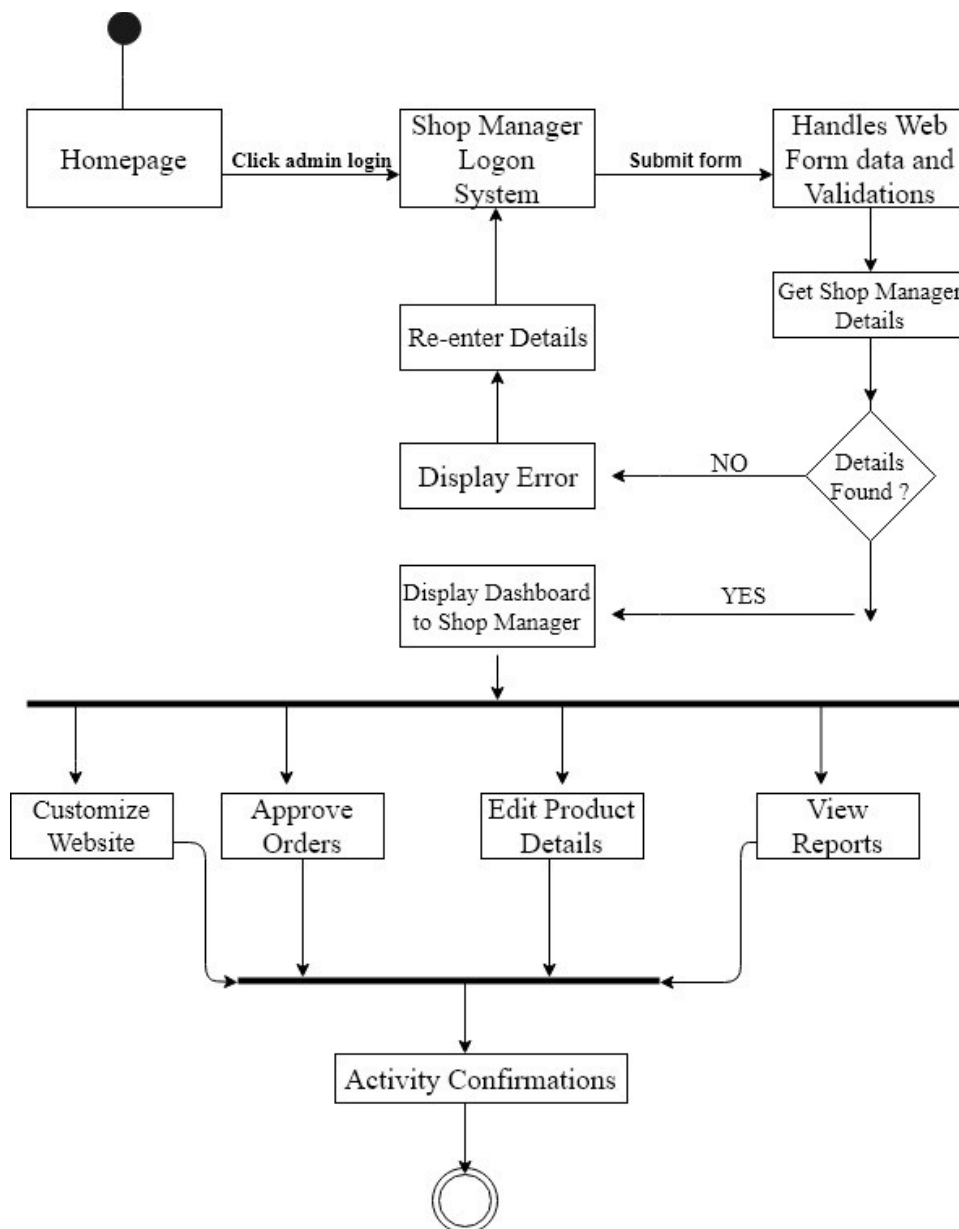 Homepage
Click admin login
Shop Manager
Logon
System
Submit form
Handles Web
Form data and
Validations
Get Shop Manager
Details
Re-enter Details
Display Error
NO
Details
Found ?
Display Dashboard
to Shop Manager
YES
Customize
Website
Approve
Orders
Edit Product
Details
View
Reports
Activity Confirmations